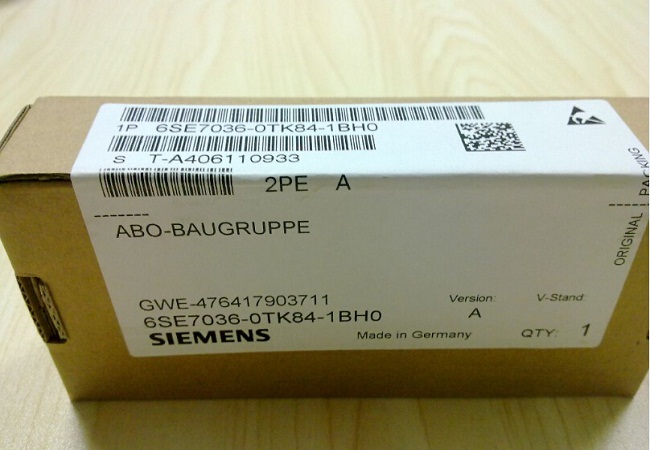 1P 6SE7036-0TK84-1BH0
S T-A406110933
2PE A
ABO-BAUGRUPPE
GWE-476417903711
6SE7036-0TK84-1BH0
SIEMENS
Made in Germany
Version:
A
V-Stand:
QTY: 1
ORIGINAL PACKING